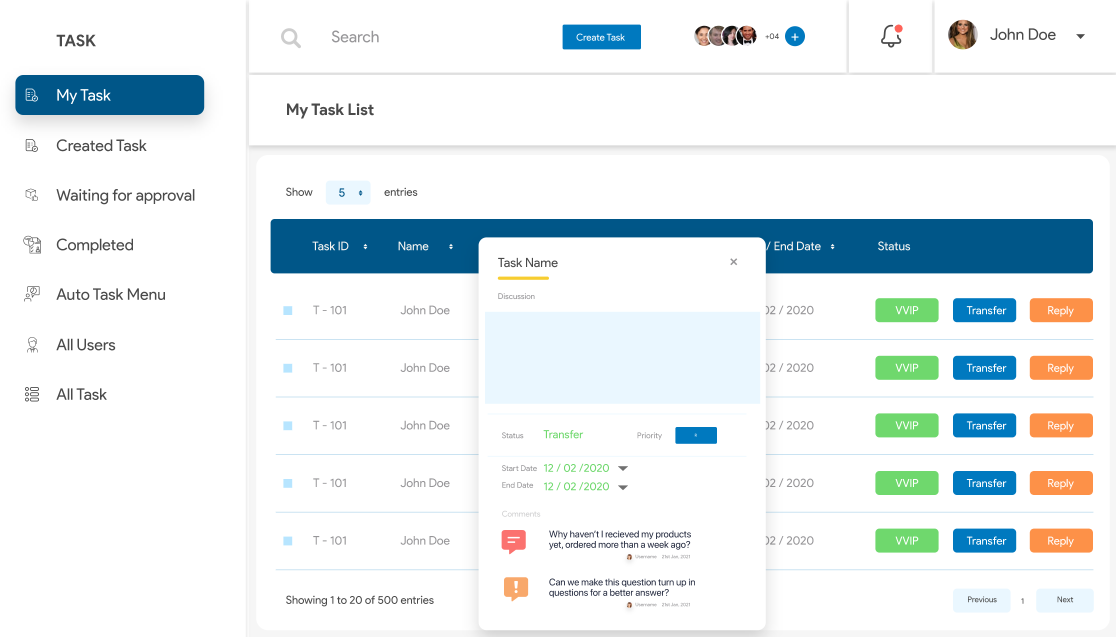 TASK
My Task
Created Task
Waiting for approval
Completed
Auto Task Menu
All Users
All Task
Search
Create Task
+04
+
John Doe
My Task List
Show 5 entries
Task ID Name / End Date Status
T - 101 John Doe 02 / 2020 VVIP Transfer Reply
T - 101 John Doe 02 / 2020 VVIP Transfer Reply
T - 101 John Doe 02 / 2020 VVIP Transfer Reply
T - 101 John Doe 02 / 2020 VVIP Transfer Reply
T - 101 John Doe 02 / 2020 VVIP Transfer Reply
Showing 1 to 20 of 500 entries
Previous 1 Next
Task Name ×
Discussion
Status Transfer Priority
Start Date 12 / 02 /2020
End Date 12 / 02 /2020
Comments
Why haven't I recieved my products
yet, ordered more than a week ago?
Username 21st Jan, 2021
Can we make this question turn up in
questions for a better answer?
Username 21st Jan, 2021